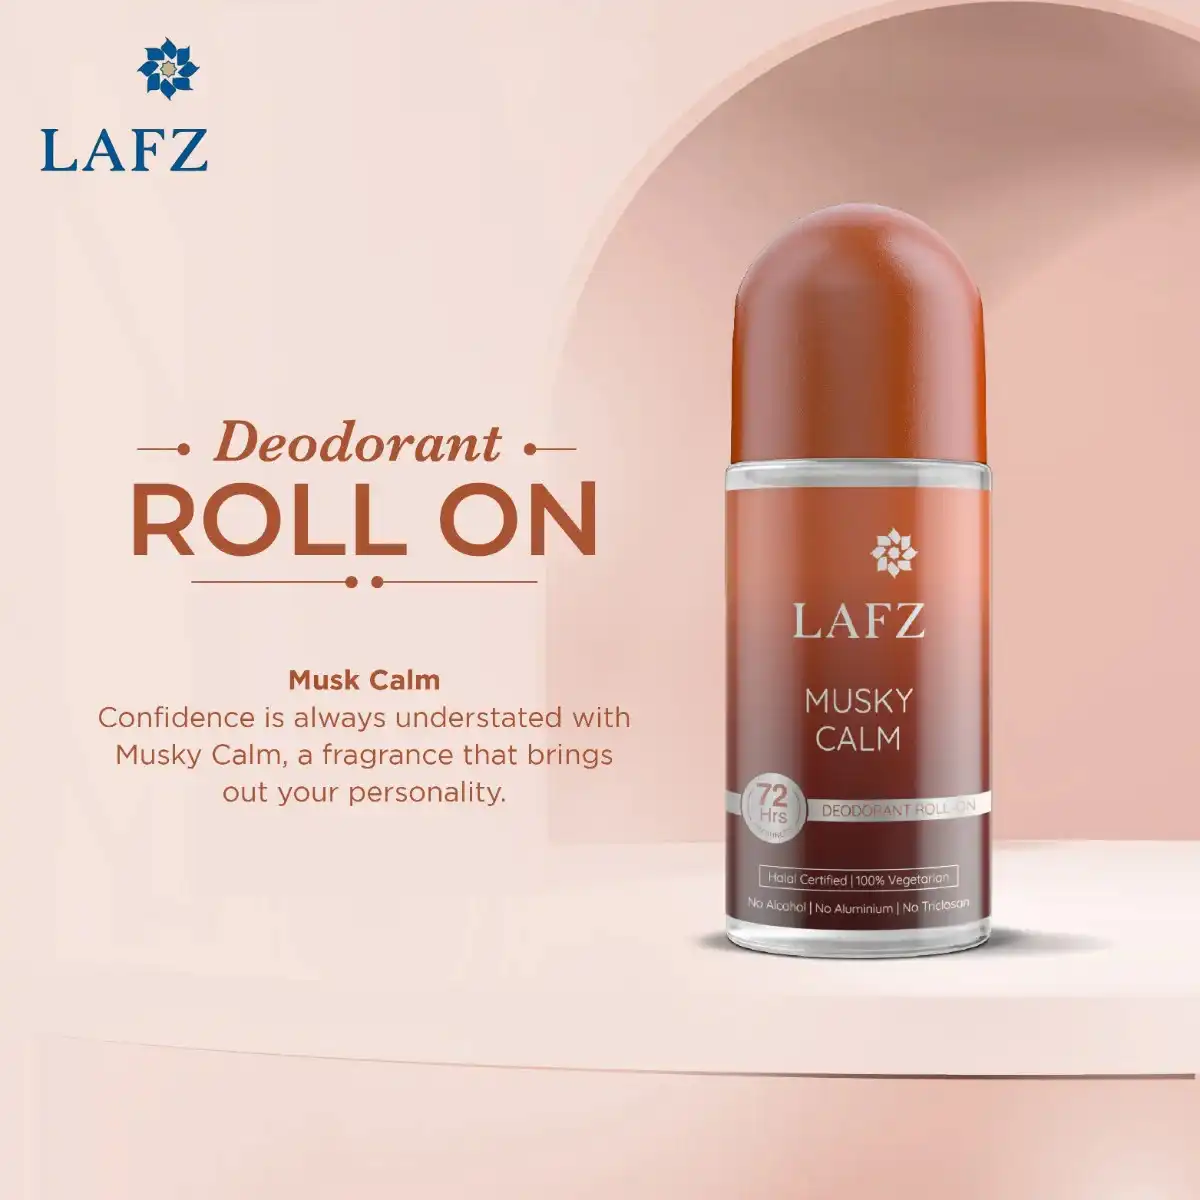 LAFZ
Deodorant
ROLL ON
Musk Calm
Confidence is always understated with
Musky Calm, a fragrance that brings
out your personality.
LAFZ
MUSKY
CALM
72
Hrs
DEODORANT ROLL-ON
Halal Certified | 100% Vegetarian
No Alcohol | No Aluminium | No Triclosan